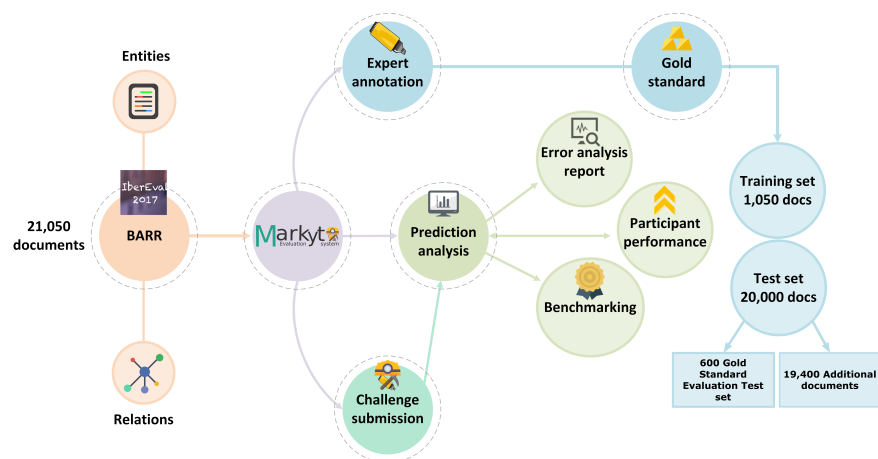 Entities
IberEval
2017
21,050
documents
BARR
Relations
Markyt
Evaluation system
Expert
annotation
Gold
standard
Prediction
analysis
Challenge
submission
Error analysis
report
Participant
performance
Benchmarking
Training set
1,050 docs
Test set
20,000 docs
600 Gold
Standard
Evaluation Test
set
19,400 Additional
documents